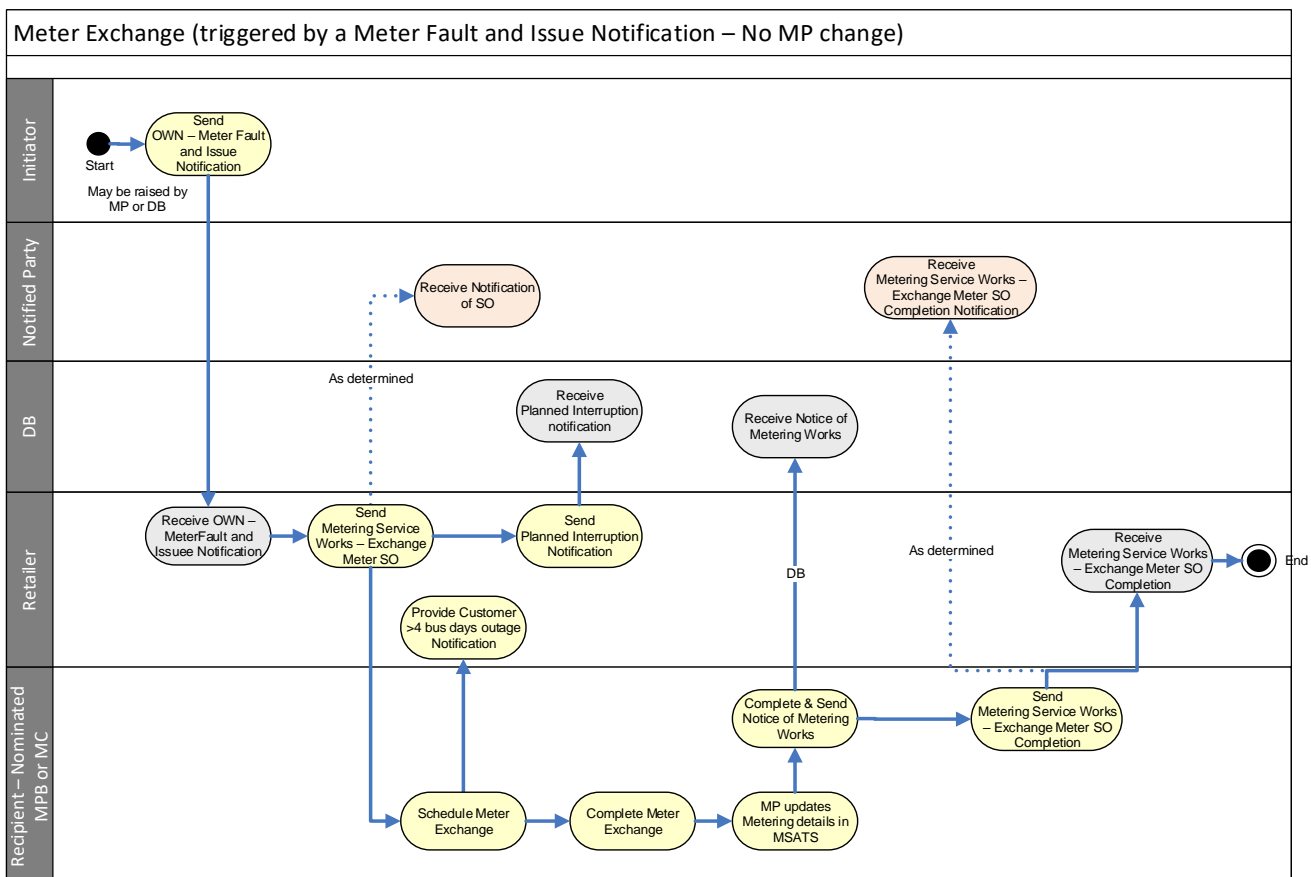 Meter Exchange (triggered by a Meter Fault and Issue Notification – No MP change)
Initiator
Start
May be raised by
MP or DB
Send
OWN – Meter Fault
and Issue
Notification
Notified Party
Receive Notification
of SO
Receive
Metering Service Works –
Exchange Meter SO
Completion Notification
As determined
DB
Receive
Planned Interruption
notification
Receive Notice of
Metering Works
Retailer
Receive OWN –
MeterFault and
Issuee Notification
Send
Metering Service
Works – Exchange
Meter SO
Send
Planned Interruption
Notification
Provide Customer
>4 bus days outage
Notification
DB
As determined
Receive
Metering Service Works
– Exchange Meter SO
Completion
End
Recipient – Nominated
MPB or MC
Schedule Meter
Exchange
Complete Meter
Exchange
MP updates
Metering details in
MSATS
Complete & Send
Notice of Metering
Works
Send
Metering Service Works
– Exchange Meter SO
Completion